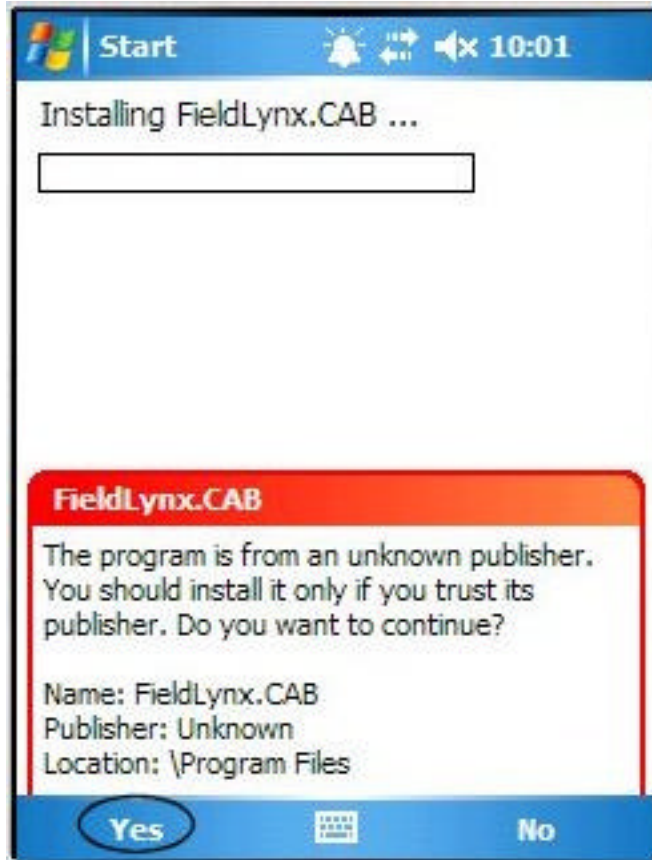 Start 10:01
Installing FieldLynx.CAB ...
FieldLynx.CAB
The program is from an unknown publisher.
You should install it only if you trust its
publisher. Do you want to continue?
Name: FieldLynx.CAB
Publisher: Unknown
Location: \Program Files
Yes No